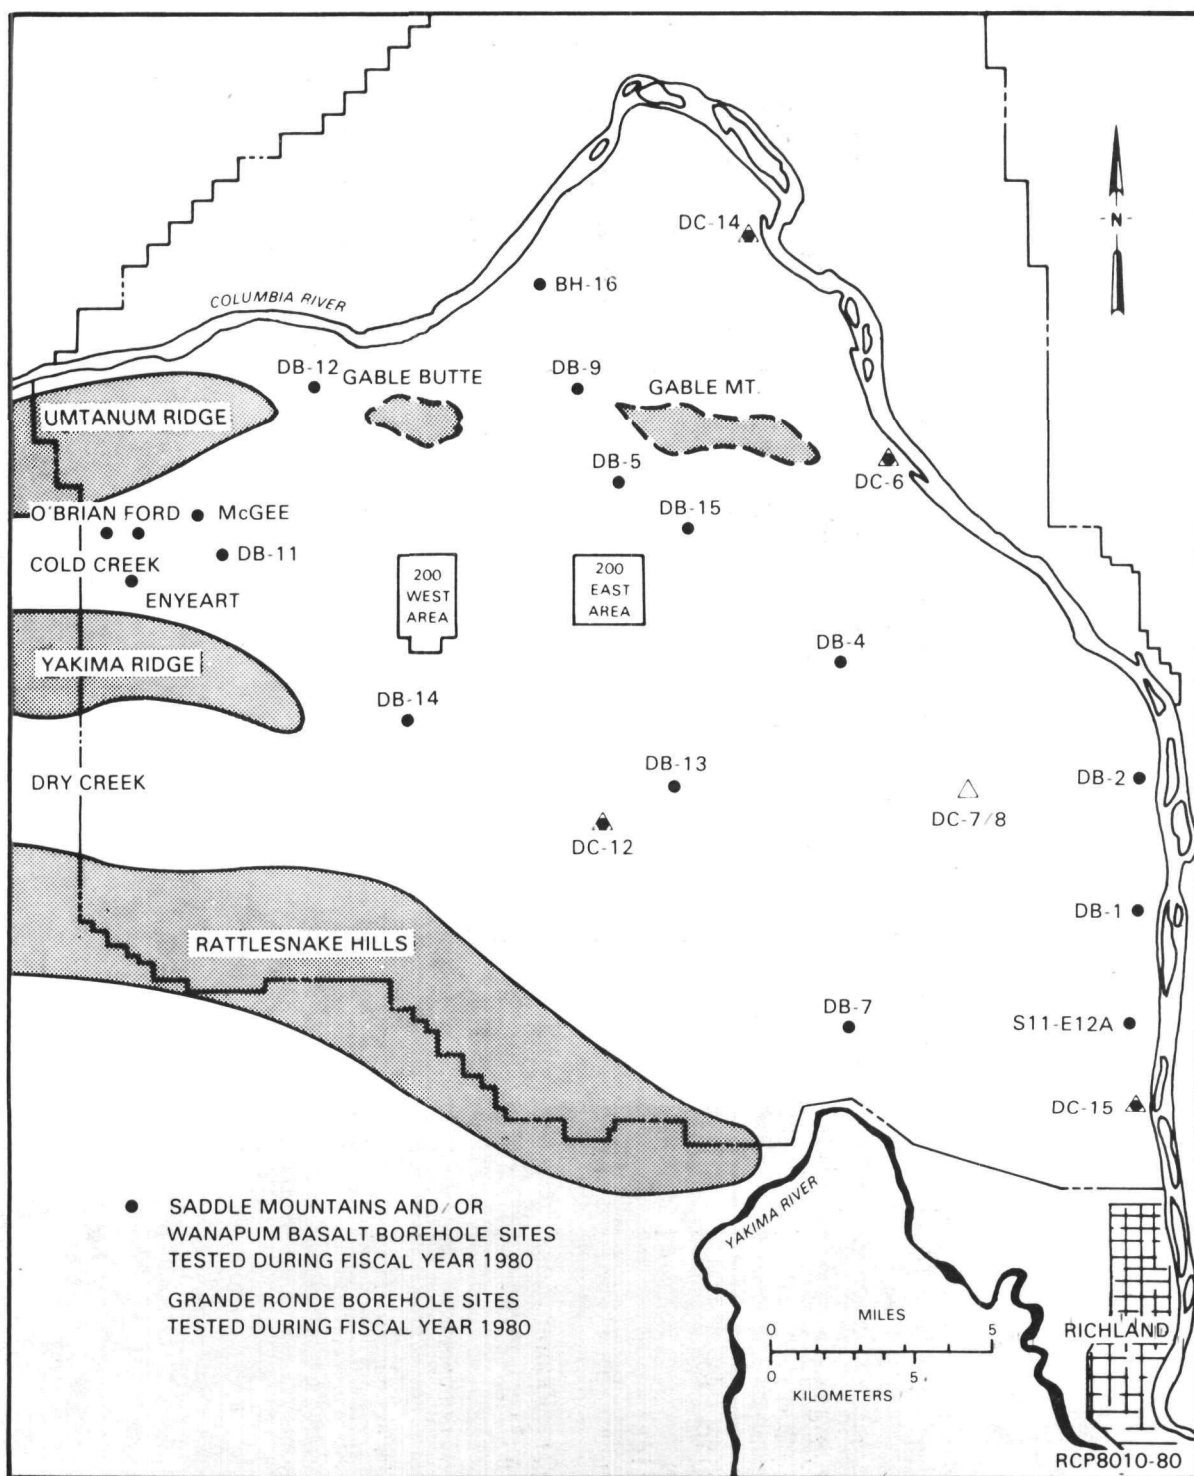 DC-14
N
BH-16
COLUMBIA RIVER
DB-12
GABLE BUTTE
DB-9
GABLE MT.
UMTANUM RIDGE
DB-5
DC-6
DB-15
O'BRIAN FORD
McGEE
COLD CREEK
DB-11
ENYEART
200
WEST
AREA
200
EAST
AREA
YAKIMA RIDGE
DB-4
DB-14
DRY CREEK
DB-13
DB-2
DC-7/8
DC-12
DB-1
RATTLESNAKE HILLS
DB-7
S11-E12A
DC-15
SADDLE MOUNTAINS AND/OR
WANAPUM BASALT BOREHOLE SITES
TESTED DURING FISCAL YEAR 1980
GRANDE RONDE BOREHOLE SITES
TESTED DURING FISCAL YEAR 1980
YAKIMA RIVER
MILES
0 5
0 5
KILOMETERS
RICHLAND
RCP8010-80